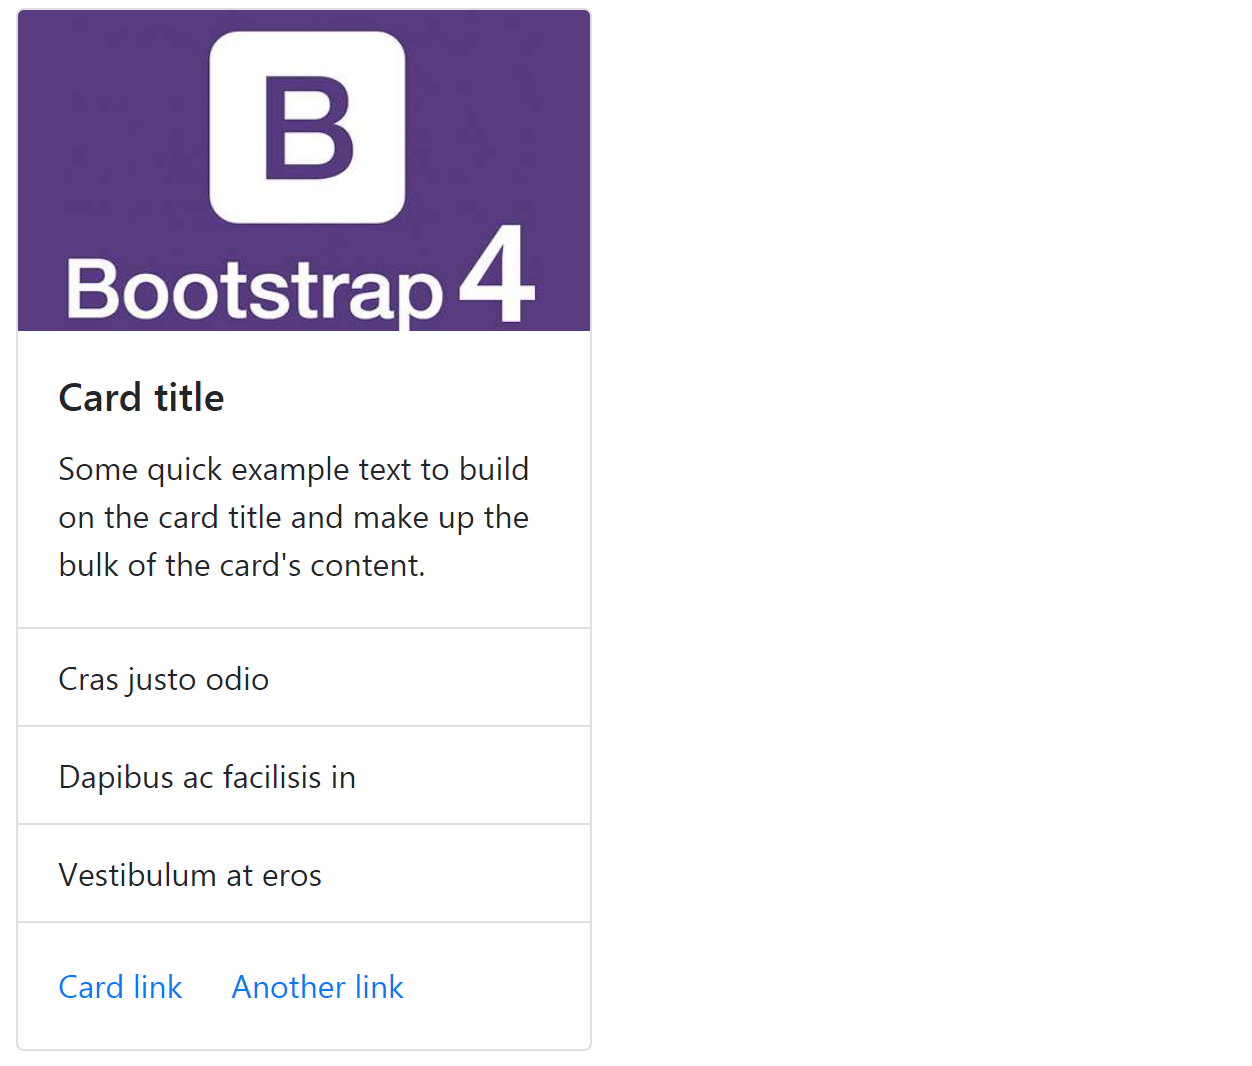 B
Bootstrap 4
Card title
Some quick example text to build
on the card title and make up the
bulk of the card's content.
Cras justo odio
Dapibus ac facilisis in
Vestibulum at eros
Card link Another link